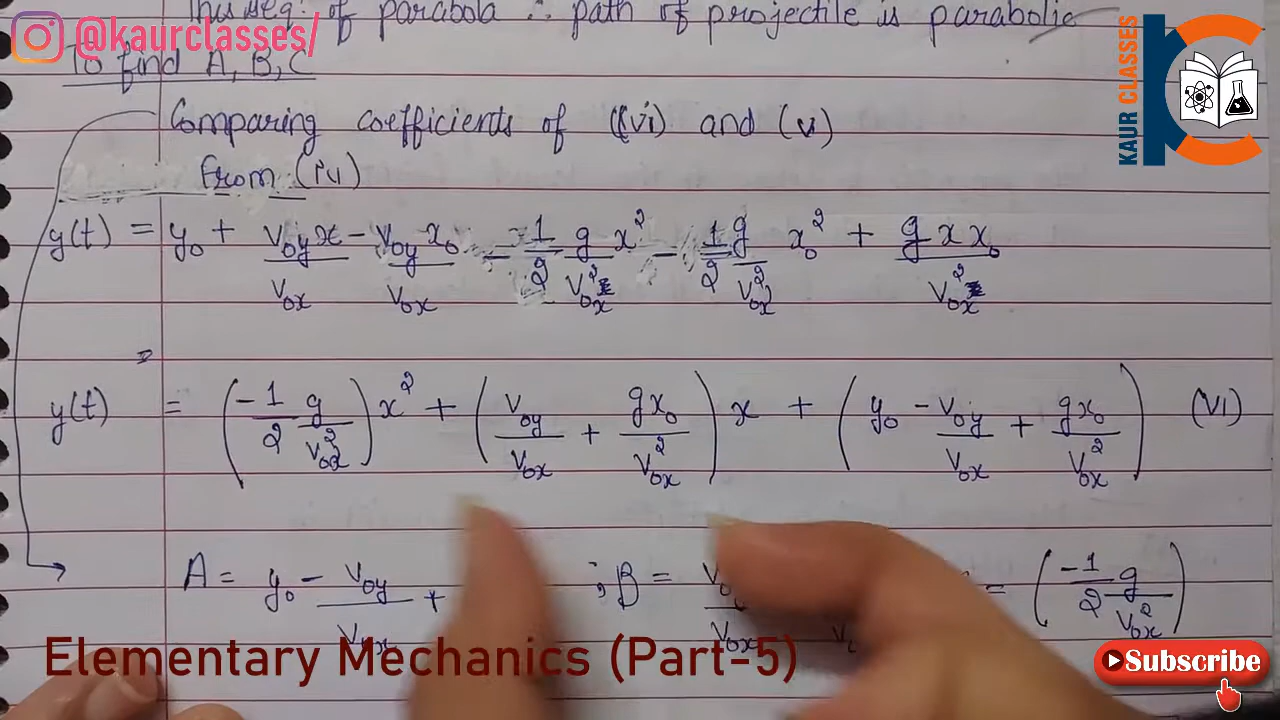 This is eq. of parabola ∴ path of projectile is parabolic
@kaurclasses/
KAUR CLASSES
To find A, B, C
Comparing coefficients of (vi) and (v)
From (iv)
y(t) = y₀ + v₀y x/v₀x - v₀y x₀/v₀x - 1/2 g/v₀x² x² - 1/2 g/v₀x² x₀² + g x x₀/v₀x²
y(t) = (-1/2 g/v₀x²) x² + (v₀y/v₀x + g x₀/v₀x²) x + (y₀ - v₀y/v₀x + g x₀/v₀x²) (VI)
A = y₀ - v₀y/v₀x + ; B = = (-1/2 g/v₀x²)
Elementary Mechanics (Part-5)
Subscribe